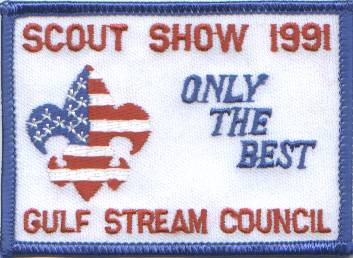 SCOUT SHOW 1991
ONLY
THE
BEST
GULF STREAM COUNCIL